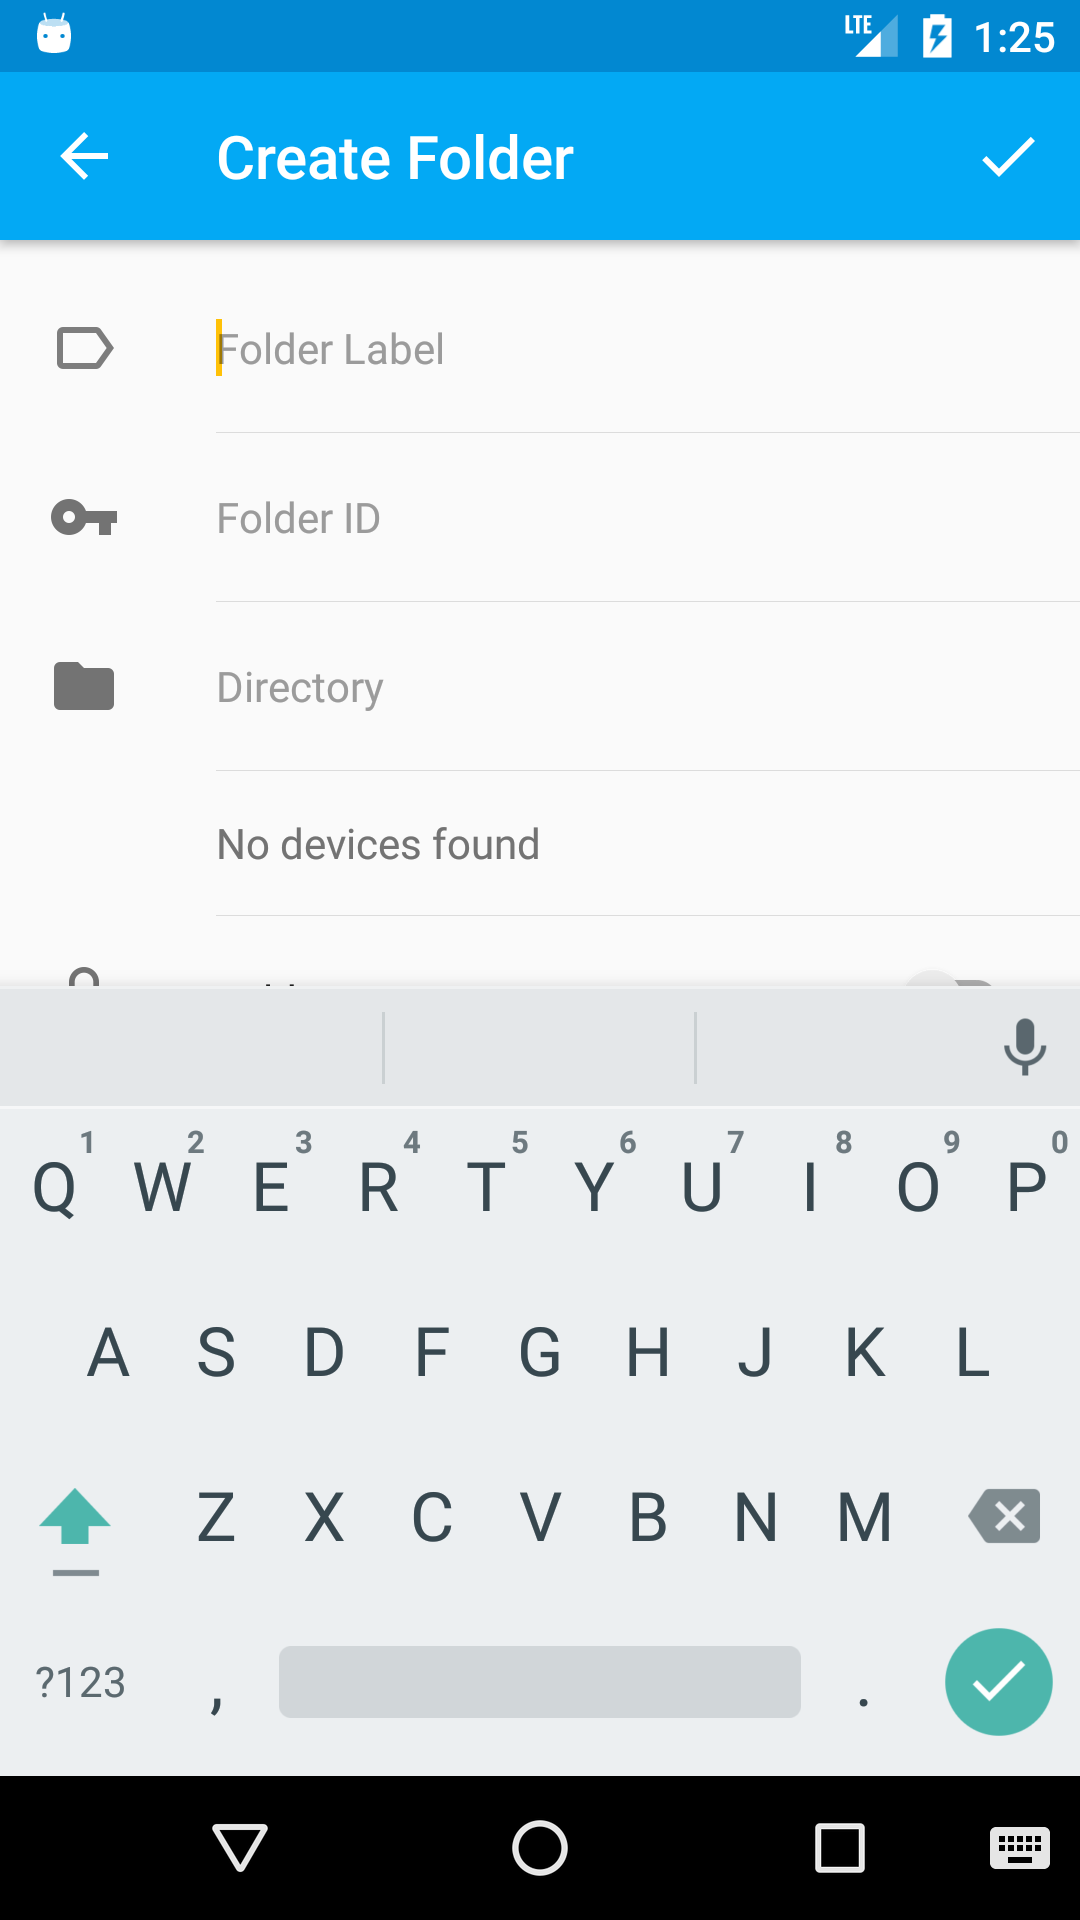 LTE 1:25
Create Folder
Folder Label
Folder ID
Directory
No devices found
1 2 3 4 5 6 7 8 9 0
Q W E R T Y U I O P
A S D F G H J K L
Z X C V B N M
?123 , .